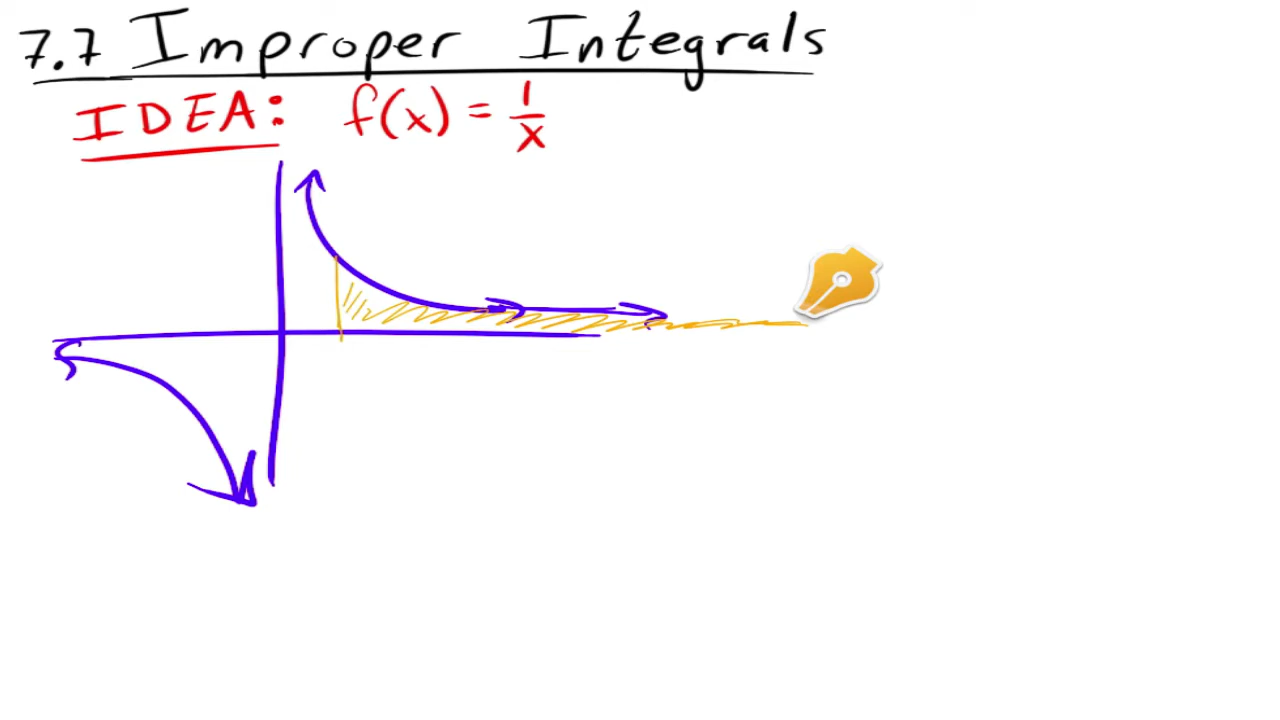 7.7 Improper Integrals
IDEA: f(x) = 1/x